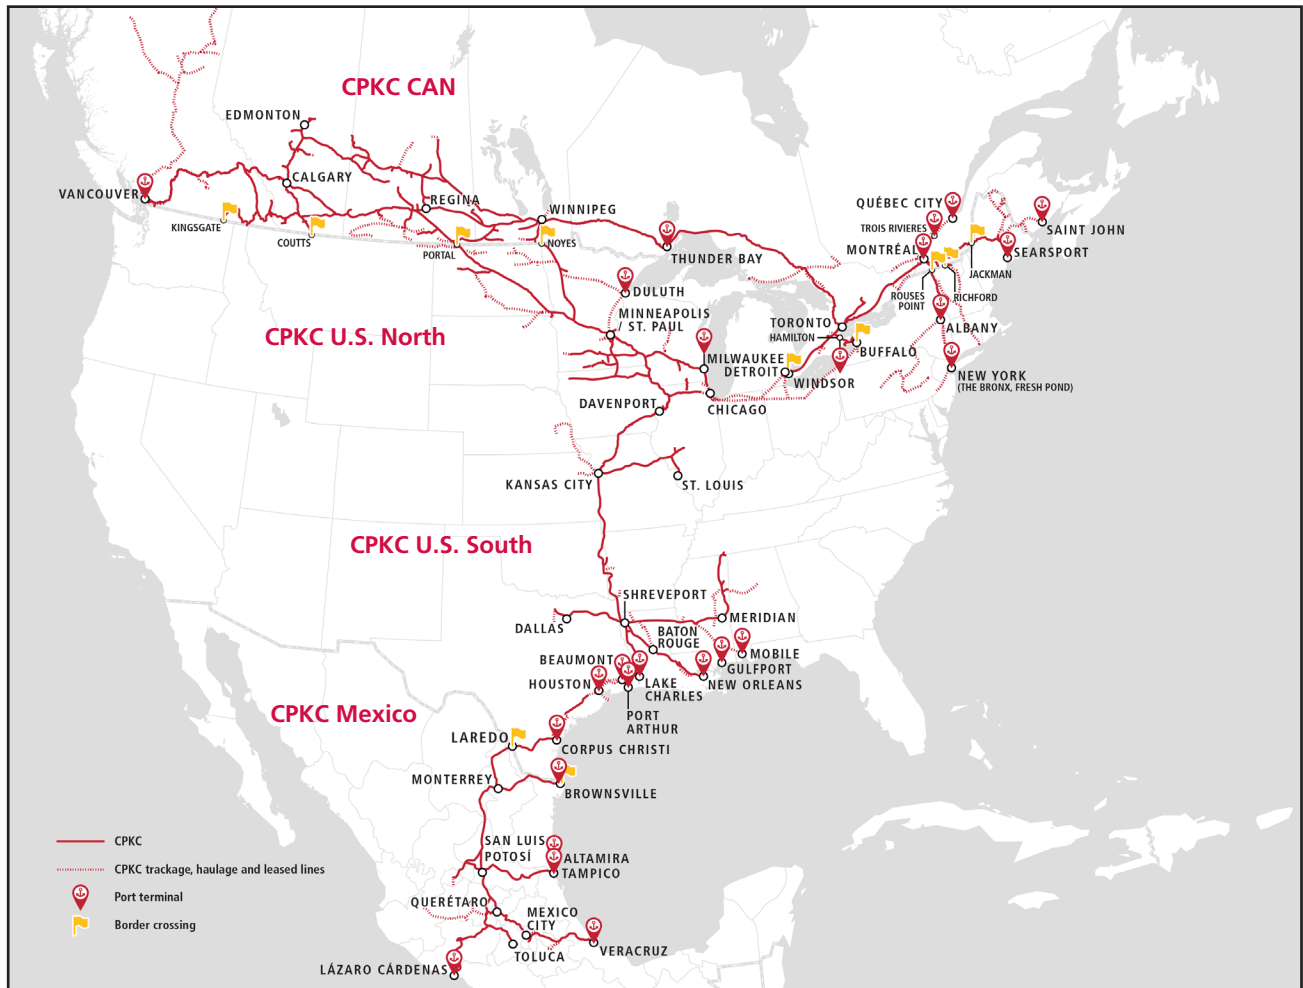 CPKC CAN
EDMONTON
CALGARY
VANCOUVER
REGINA
WINNIPEG
KINGSGATE
COUTTS
PORTAL
NOYES
THUNDER BAY
QUÉBEC CITY
TROIS RIVIERES
MONTRÉAL
SAINT JOHN
SEARSPORT
JACKMAN
ROUSES
POINT
RICHFORD
DULUTH
MINNEAPOLIS
/ ST. PAUL
CPKC U.S. North
TORONTO
HAMILTON
ALBANY
BUFFALO
MILWAUKEE
DETROIT
WINDSOR
NEW YORK
(THE BRONX, FRESH POND)
DAVENPORT
CHICAGO
KANSAS CITY
ST. LOUIS
CPKC U.S. South
SHREVEPORT
DALLAS
MERIDIAN
BATON
ROUGE
BEAUMONT
MOBILE
GULFPORT
HOUSTON
LAKE
CHARLES
NEW ORLEANS
PORT
ARTHUR
CPKC Mexico
LAREDO
CORPUS CHRISTI
MONTERREY
BROWNSVILLE
SAN LUIS
POTOSÍ
ALTAMIRA
TAMPICO
QUERÉTARO
MEXICO
CITY
TOLUCA
VERACRUZ
LÁZARO CÁRDENAS
CPKC
CPKC trackage, haulage and leased lines
Port terminal
Border crossing